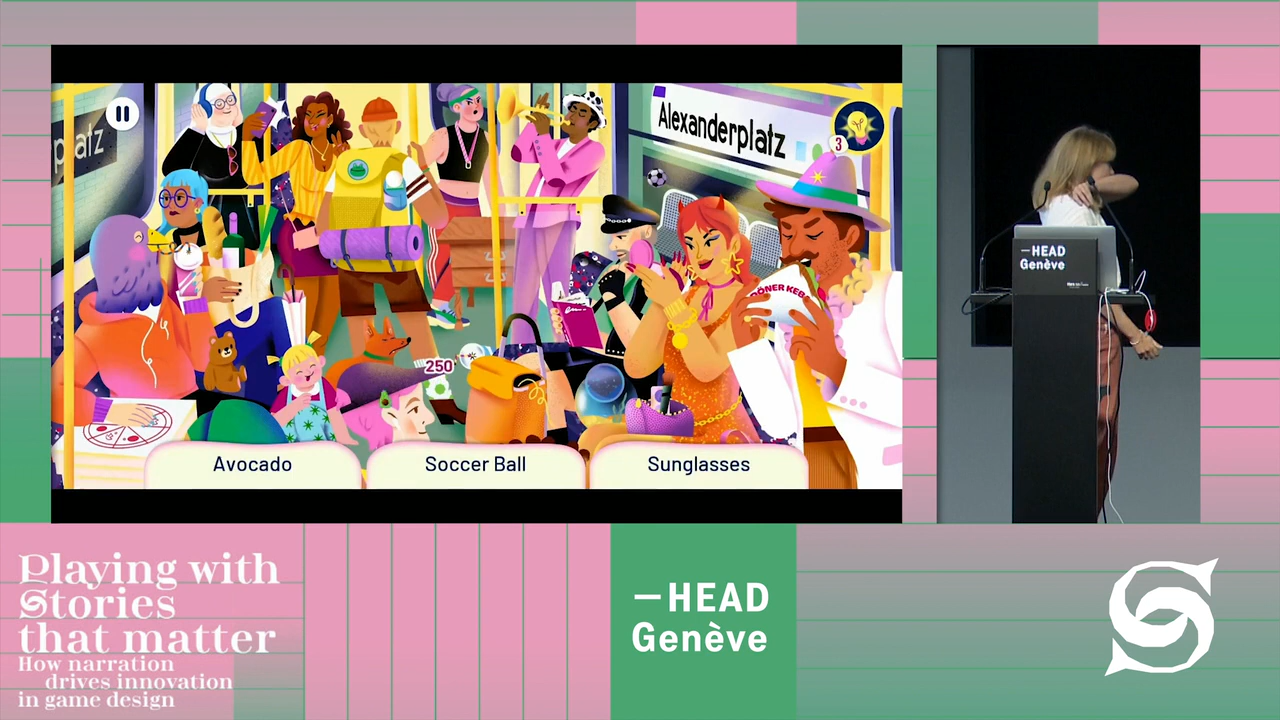 platz
Alexanderplatz
3
DÖNER KEB
250
Avocado
Soccer Ball
Sunglasses
—HEAD
Genève
Playing with
Stories
that matter
How narration
drives innovation
in game design
—HEAD
Genève